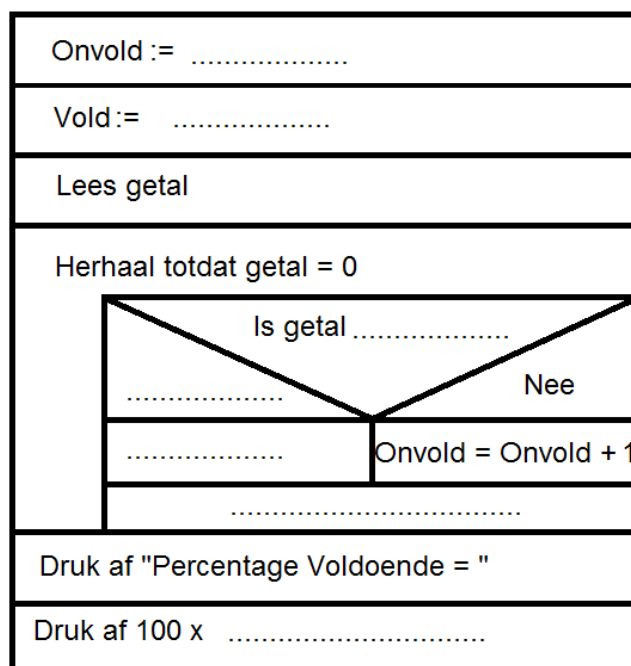 Onvold := ...................
Vold := ...................
Lees getal
Herhaal totdat getal = 0
Is getal ...................
................... Nee
................... Onvold = Onvold + 1
...................................
Druk af "Percentage Voldoende = "
Druk af 100 x ...............................